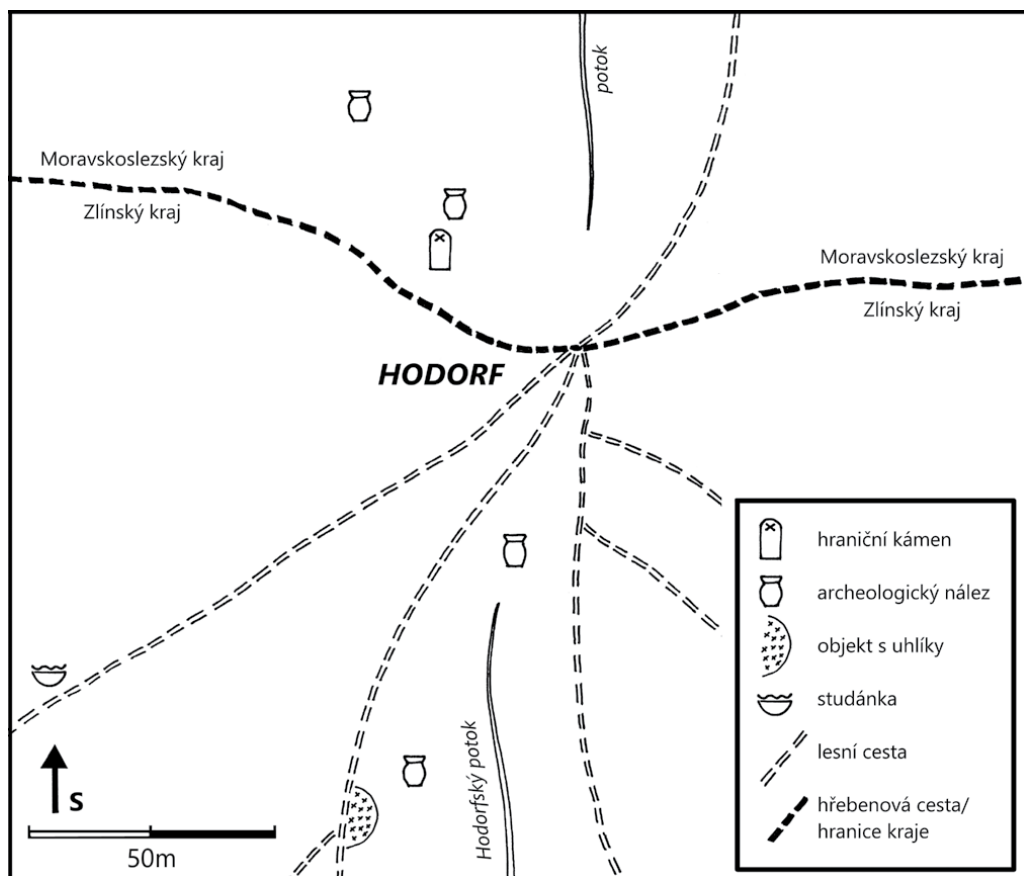 potok
Moravskoslezský kraj
Zlínský kraj
Moravskoslezský kraj
Zlínský kraj
HODORF
hraniční kámen
archeologický nález
objekt s uhlíky
studánka
lesní cesta
hřebenová cesta/
hranice kraje
Hodorfský potok
S
50m